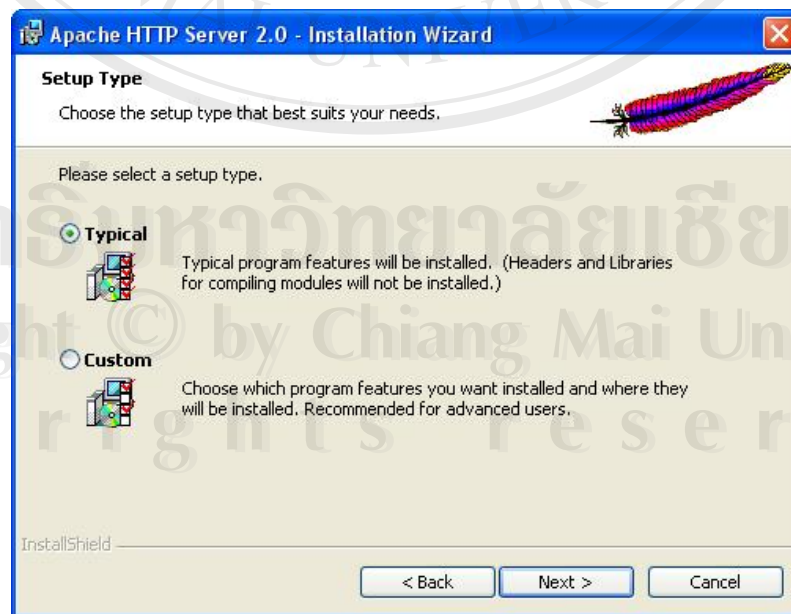 Apache HTTP Server 2.0 - Installation Wizard
Setup Type
Choose the setup type that best suits your needs.
Please select a setup type.
Typical
Typical program features will be installed. (Headers and Libraries
for compiling modules will not be installed.)
Custom
Choose which program features you want installed and where they
will be installed. Recommended for advanced users.
InstallShield
< Back
Next >
Cancel
© by Chiang Mai